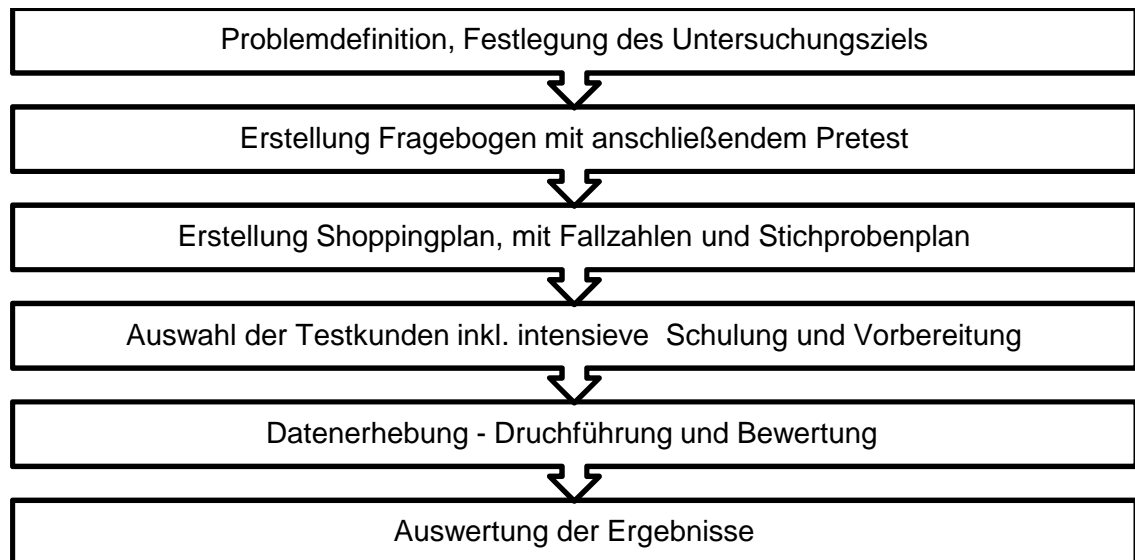 Problemdefinition, Festlegung des Untersuchungsziels
Erstellung Fragebogen mit anschließendem Pretest
Erstellung Shoppingplan, mit Fallzahlen und Stichprobenplan
Auswahl der Testkunden inkl. intensieve  Schulung und Vorbereitung
Datenerhebung - Druchführung und Bewertung
Auswertung der Ergebnisse